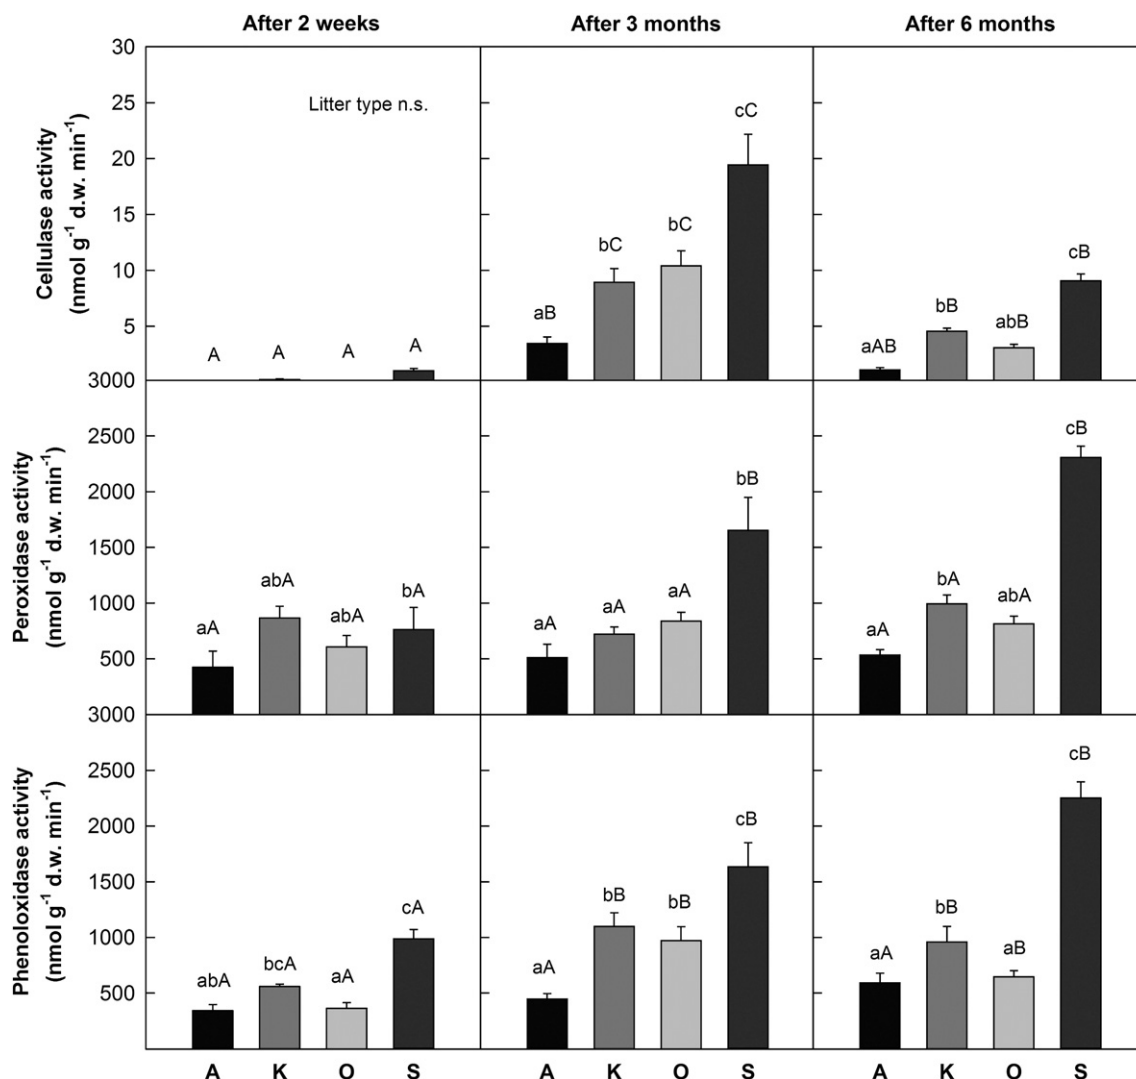 After 2 weeks After 3 months After 6 months
Cellulase activity
(nmol g⁻¹ d.w. min⁻¹)
30
25
20
15
10
5
Litter type n.s.
A A A A
aB bC bC cC
aAB bB abB cB
Peroxidase activity
(nmol g⁻¹ d.w. min⁻¹)
3000
2500
2000
1500
1000
500
aA abA abA bA
aA aA aA bB
aA bA abA cB
Phenoloxidase activity
(nmol g⁻¹ d.w. min⁻¹)
3000
2500
2000
1500
1000
500
abA bcA aA cA
aA bB bB cB
aA bB aB cB
A K O S A K O S A K O S